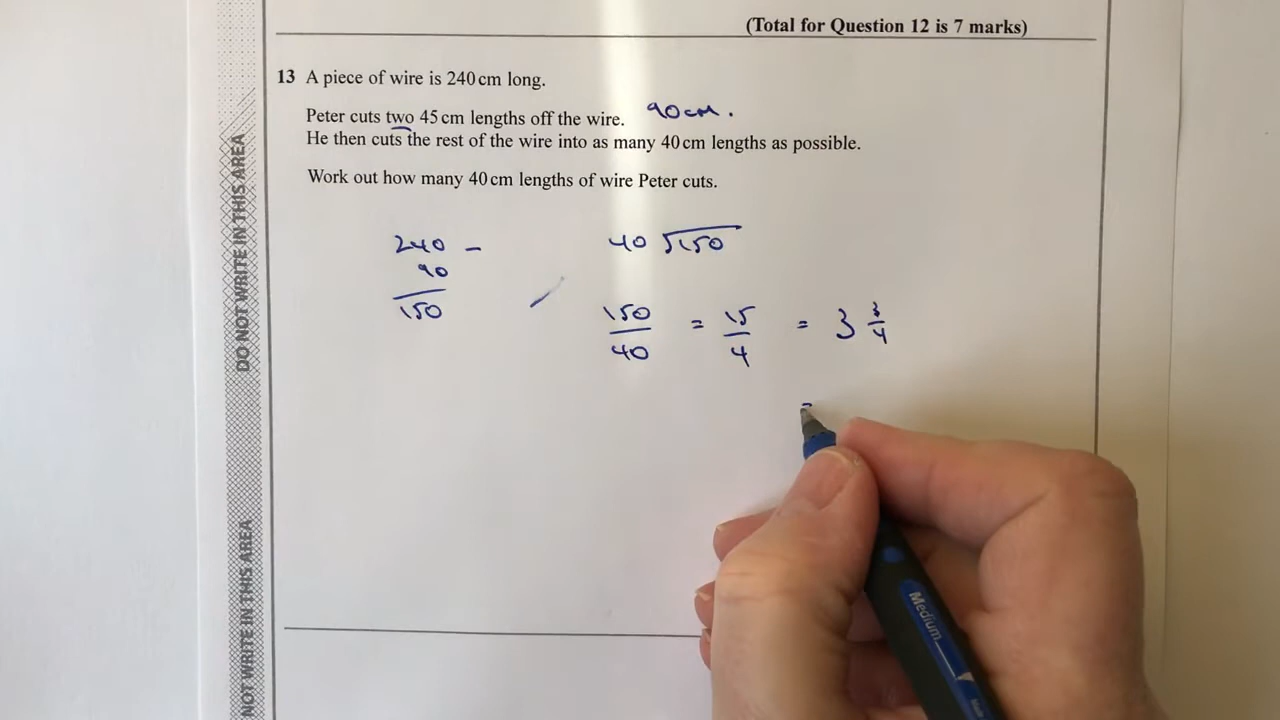 (Total for Question 12 is 7 marks)
13 A piece of wire is 240 cm long.
Peter cuts two 45 cm lengths off the wire. 90cm.
He then cuts the rest of the wire into as many 40 cm lengths as possible.
Work out how many 40 cm lengths of wire Peter cuts.
240 -
90
150
40 √150
150/40 = 15/4 = 3 3/4
=
DO NOT WRITE IN THIS AREA
NOT WRITE IN THIS AREA
Medium